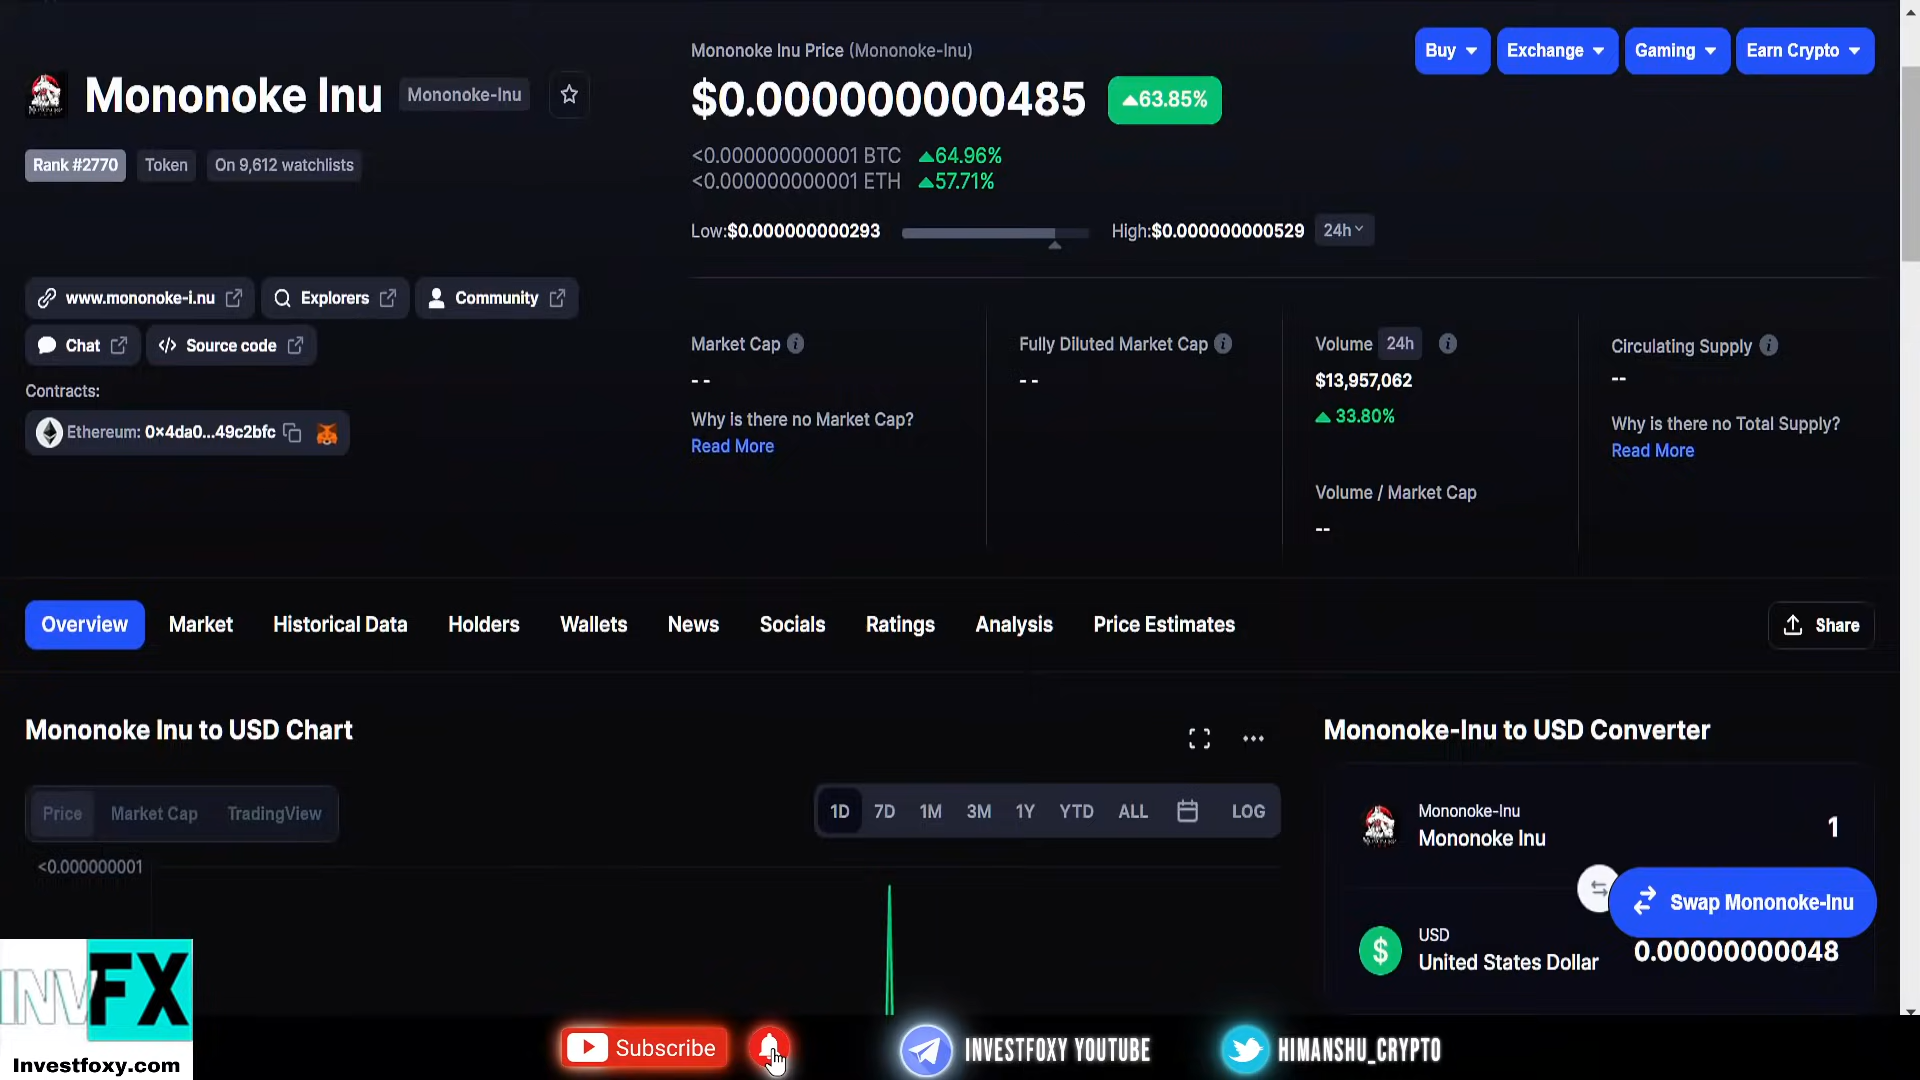 Mononoke Inu
Mononoke-Inu
Rank #2770
Token
On 9,612 watchlists
www.mononoke-i.nu
Explorers
Community
Chat
Source code
Contracts:
Ethereum: 0x4da0...49c2bfc
Mononoke Inu Price (Mononoke-Inu)
$0.000000000485
63.85%
<0.000000000001 BTC 64.96%
<0.000000000001 ETH 57.71%
Low:$0.000000000293
High:$0.000000000529
24h
Buy
Exchange
Gaming
Earn Crypto
Market Cap
- -
Why is there no Market Cap?
Read More
Fully Diluted Market Cap
- -
Volume 24h
$13,957,062
33.80%
Volume / Market Cap
--
Circulating Supply
--
Why is there no Total Supply?
Read More
Overview
Market
Historical Data
Holders
Wallets
News
Socials
Ratings
Analysis
Price Estimates
Share
Mononoke Inu to USD Chart
Price
Market Cap
TradingView
1D
7D
1M
3M
1Y
YTD
ALL
LOG
<0.000000001
Mononoke-Inu to USD Converter
Mononoke-Inu
Mononoke Inu
1
Swap Mononoke-Inu
USD
United States Dollar
0.00000000048
INVFX
Investfoxy.com
Subscribe
INVESTFOXY YOUTUBE
HIMANSHU_CRYPTO